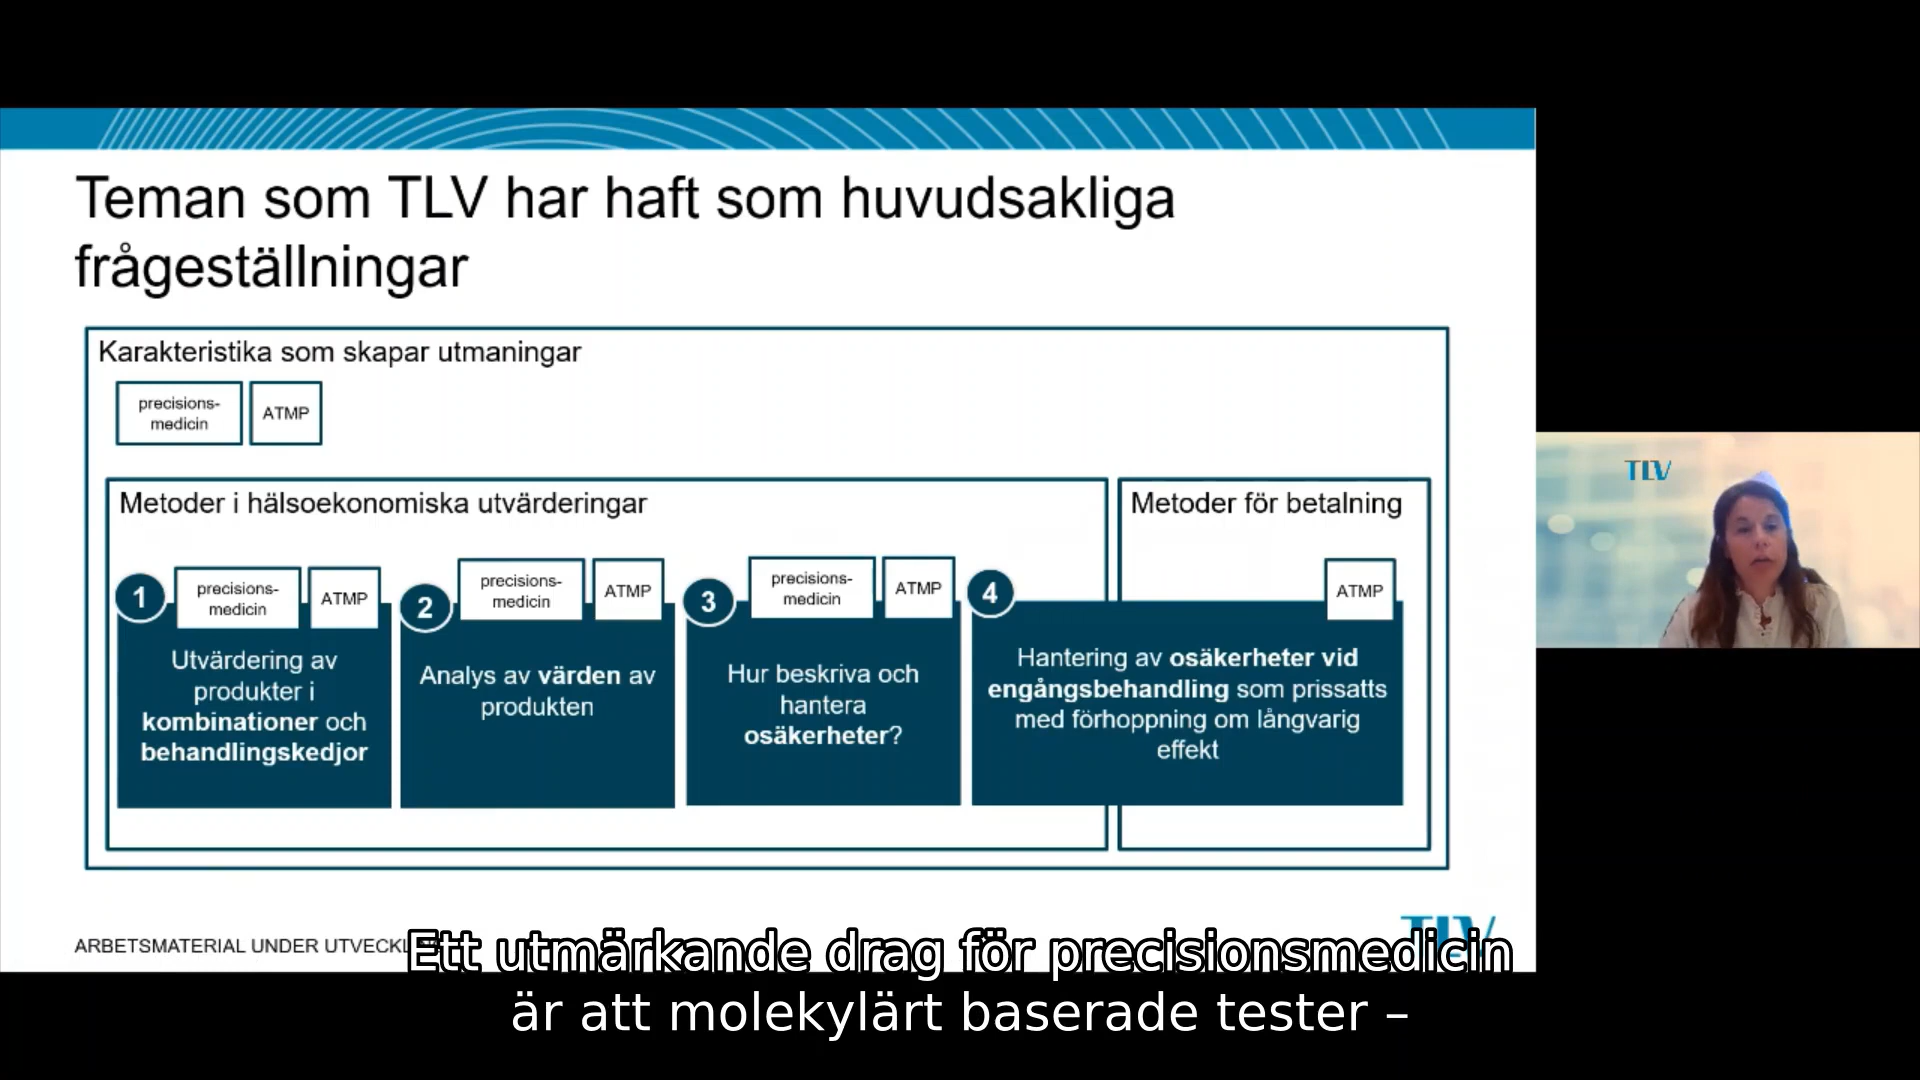 Teman som TLV har haft som huvudsakliga
frågeställningar
Karakteristika som skapar utmaningar
precisions-
medicin
ATMP
Metoder i hälsoekonomiska utvärderingar
Metoder för betalning
1
precisions-
medicin
ATMP
Utvärdering av
produkter i
kombinationer och
behandlingskedjor
2
precisions-
medicin
ATMP
Analys av värden av
produkten
3
precisions-
medicin
ATMP
Hur beskriva och
hantera
osäkerheter?
4
ATMP
Hantering av osäkerheter vid
engångsbehandling som prissatts
med förhoppning om långvarig
effekt
TLV
ARBETSMATERIAL UNDER
TLV
Ett utmärkande drag för precisionsmedicin
är att molekylärt baserade tester –